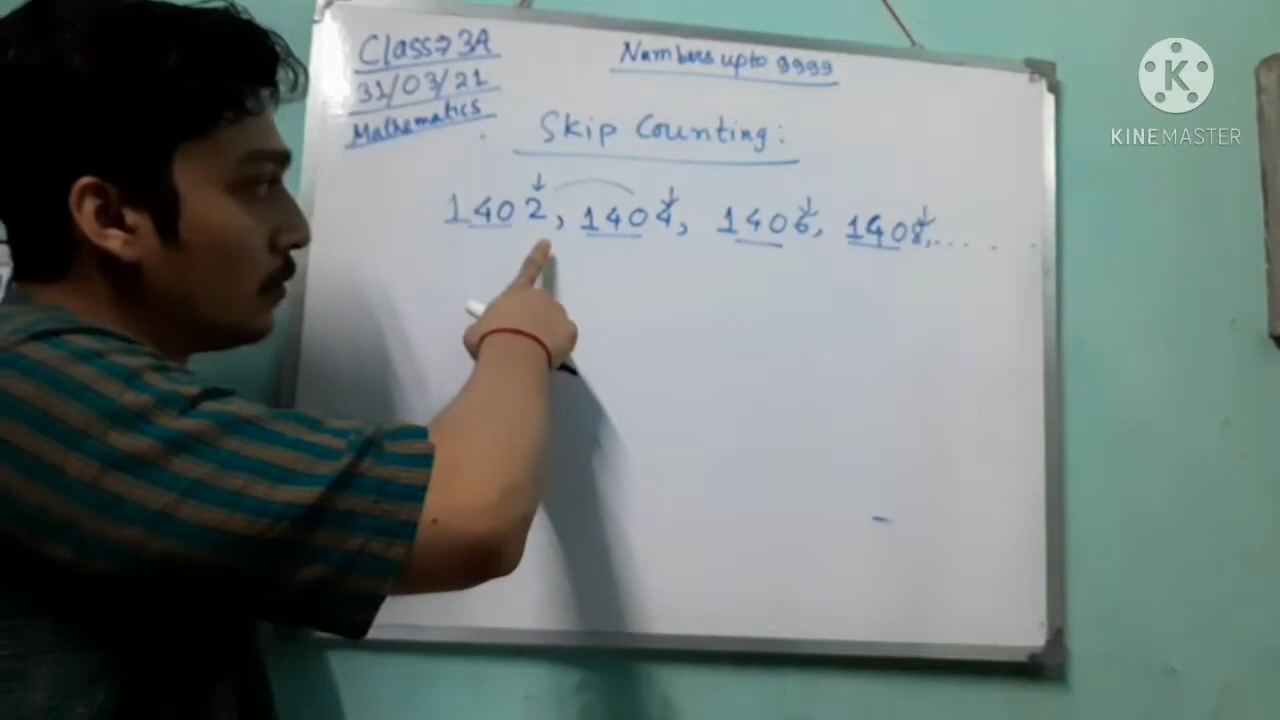 Class→ 3A
31/03/21
Mathematics
Numbers upto 9999
Skip Counting:
1402, 1404, 1406, 1408,......
KINEMASTER